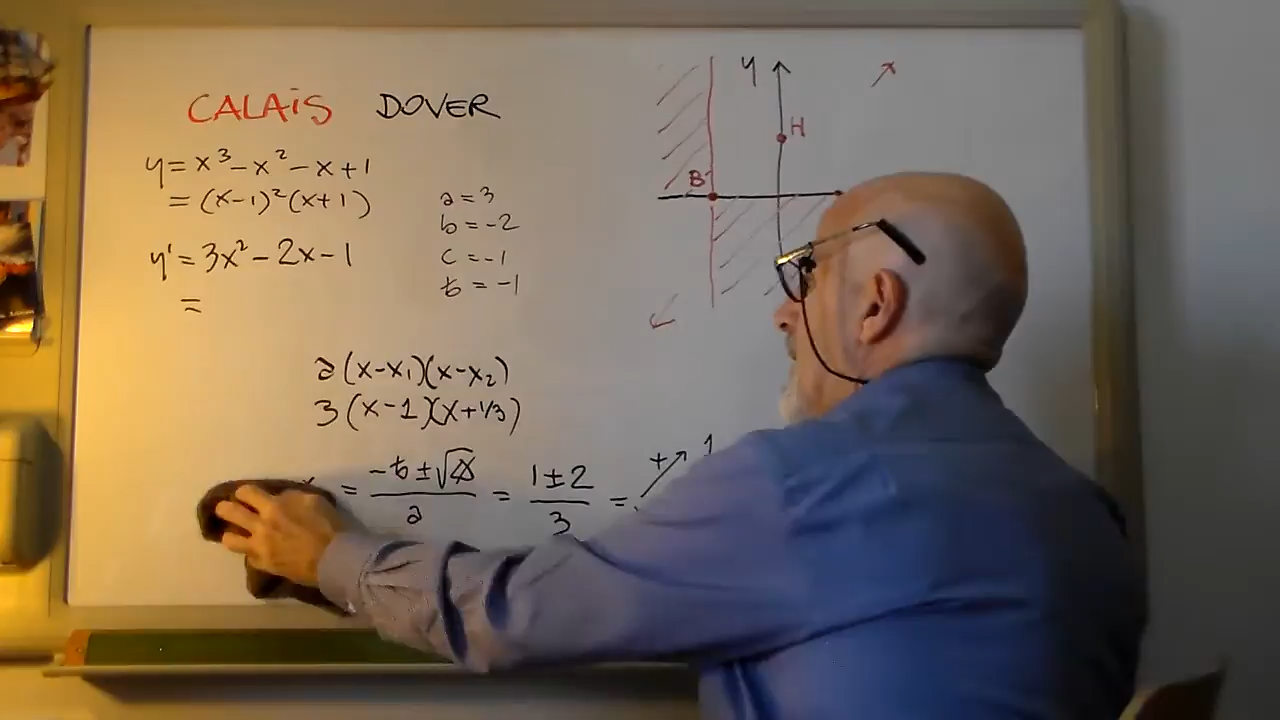 CALAiS DOVER
y = x³ - x² - x + 1
= (x-1)²(x+1)
y' = 3x² - 2x - 1
=
a = 3
b = -2
c = -1
ƀ = -1
a(x-x₁)(x-x₂)
3(x-1)(x+1/3)
= (-ƀ ± √Δ)/a = (1 ± 2)/3 =
+ 1
y
H
B